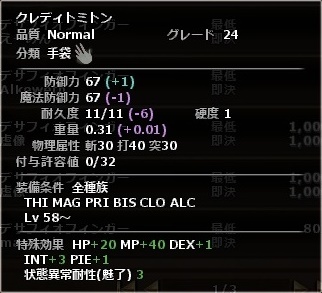 クレディトミトン
品質 Normal グレード 24
分類 手袋
防御力 67 (+1)
魔法防御力 67 (-1)
耐久度 11/11 (-6) 硬度 1
重量 0.31 (+0.01)
物理属性 斬30 打40 突30
付与許容値 0/32
装備条件 全種族
THI MAG PRI BIS CLO ALC
Lv 58～
特殊効果 HP+20 MP+40 DEX+1
INT+3 PIE+1
状態異常耐性(魅了) 3